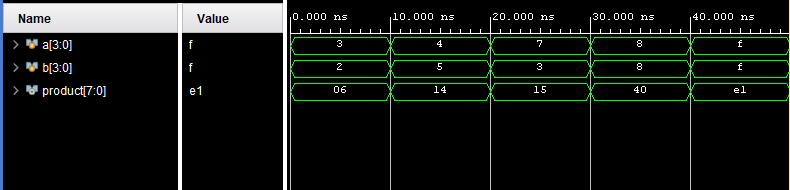 Name Value 0.000 ns 10.000 ns 20.000 ns 30.000 ns 40.000 ns
a[3:0] f 3 4 7 8 f
b[3:0] f 2 5 3 8 f
product[7:0] e1 06 14 15 40 e1